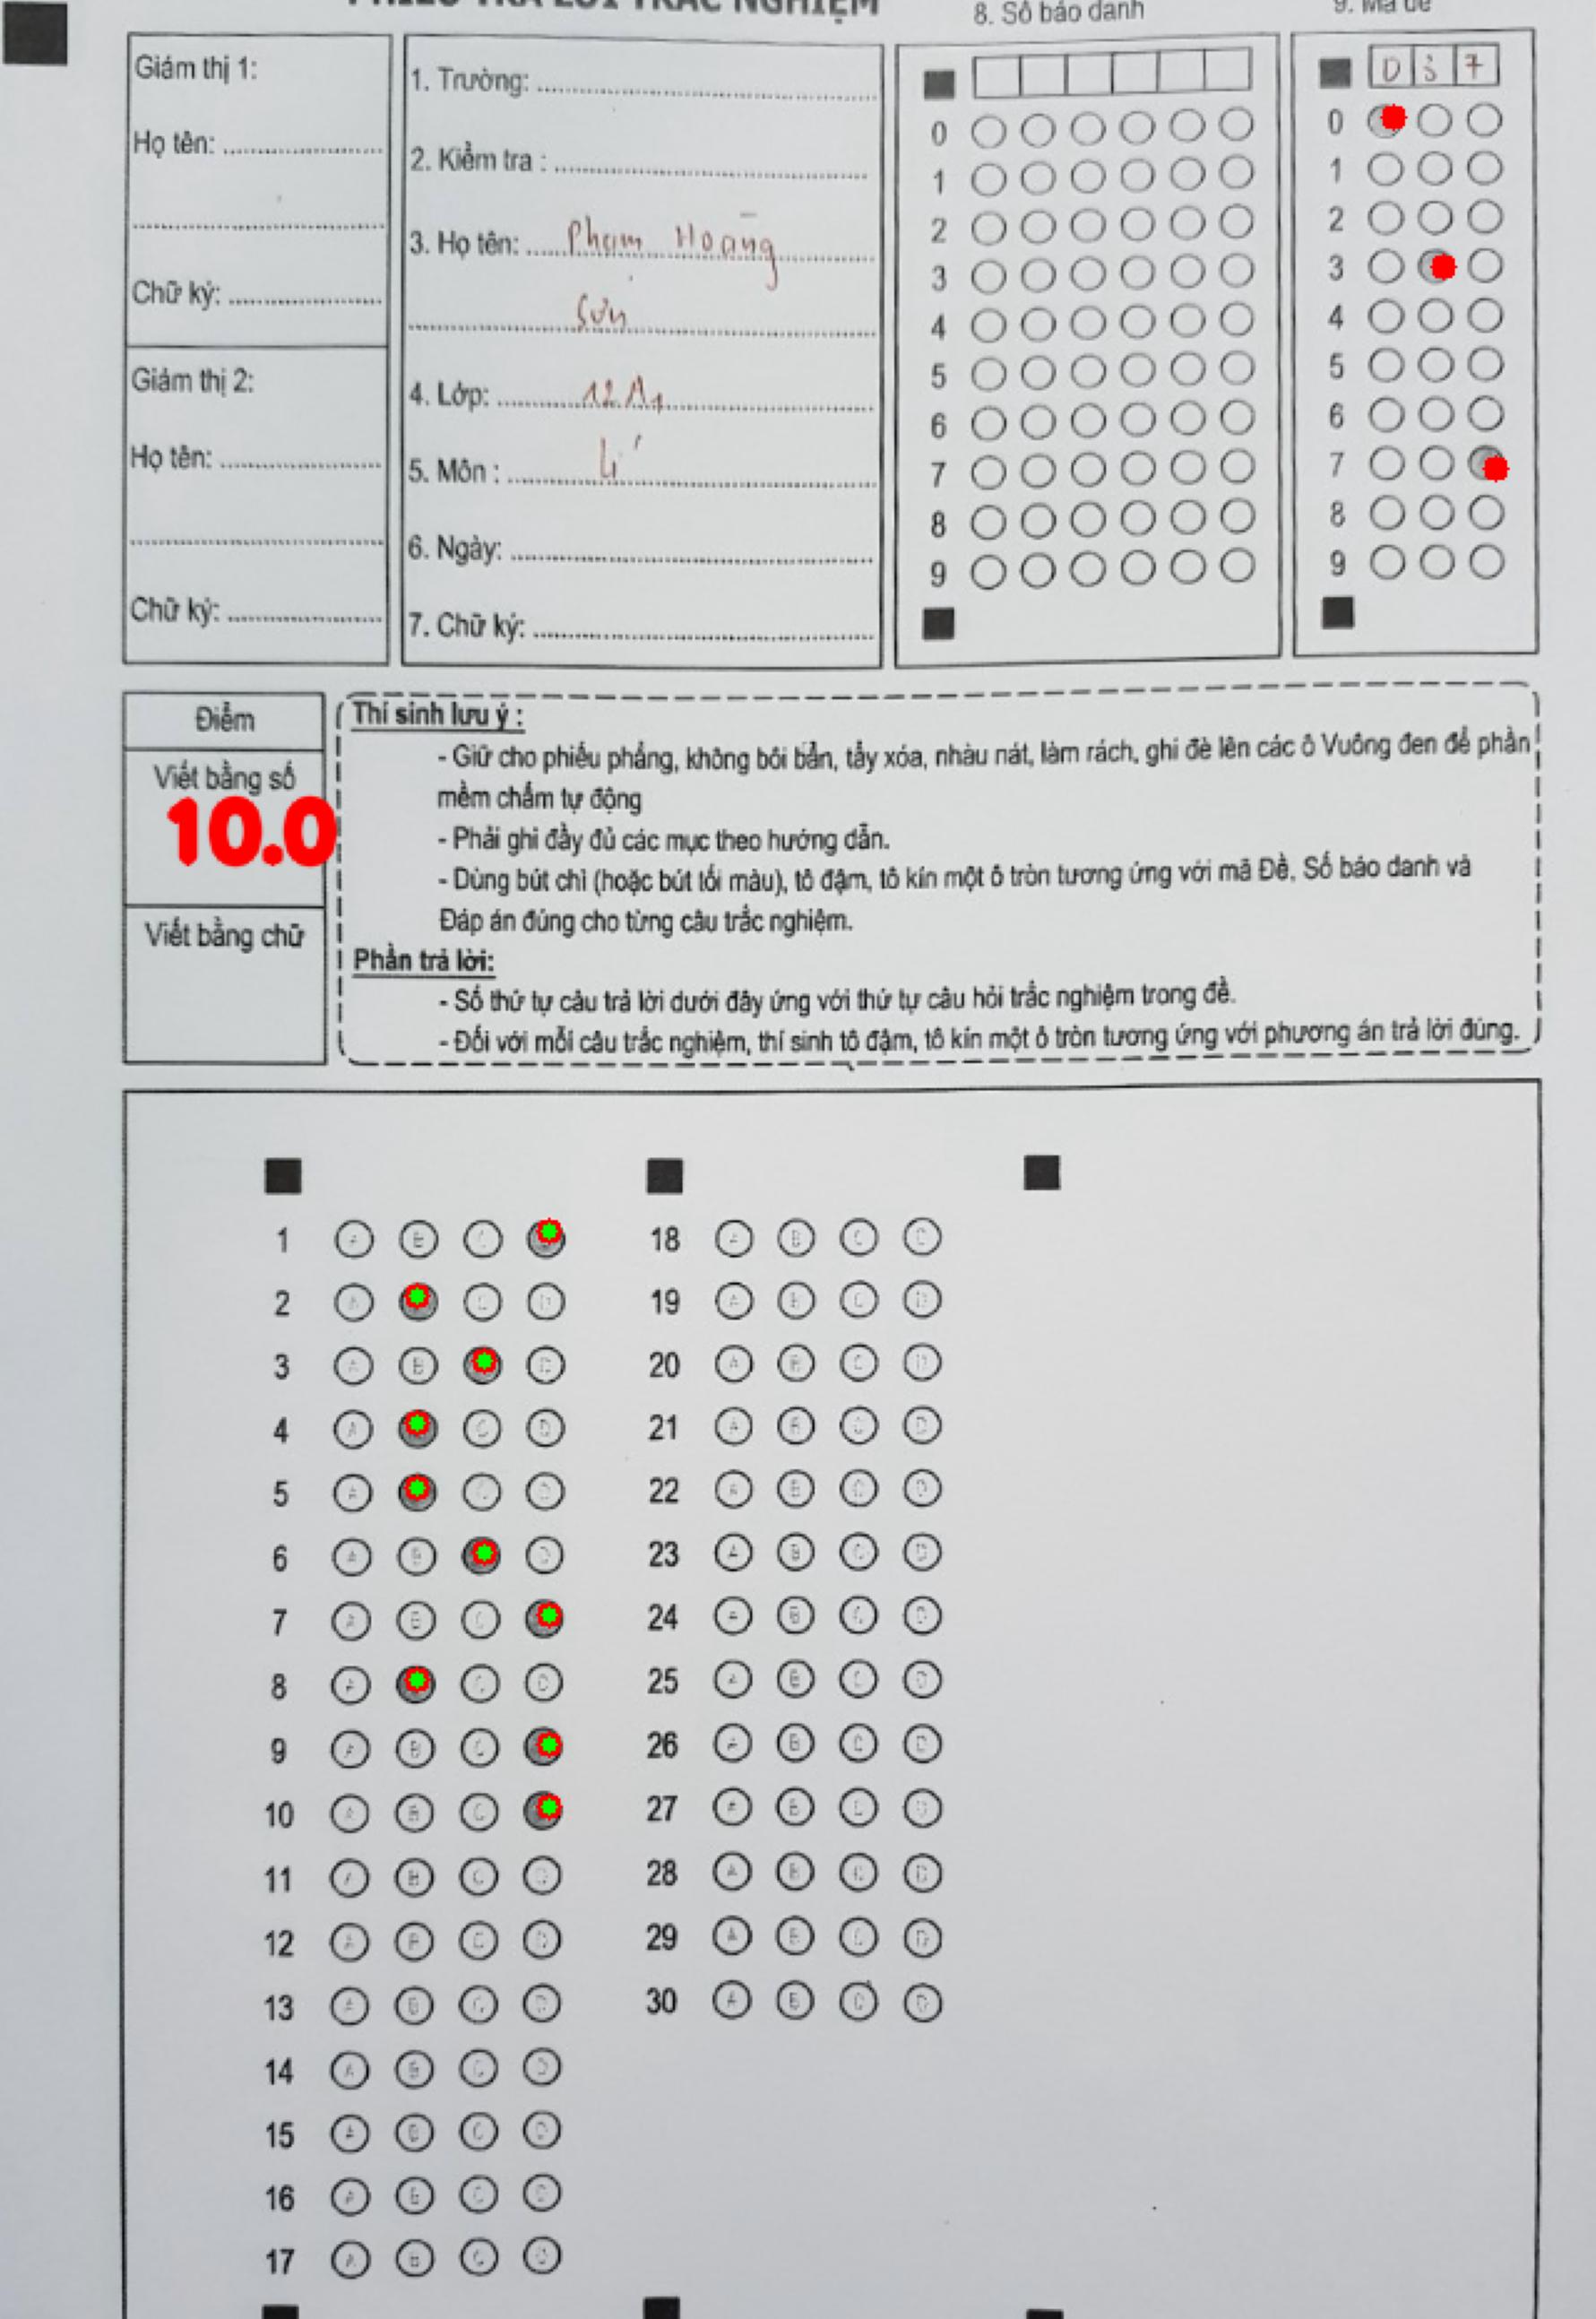 PHIẾU TRẢ LỜI TRẮC NGHIỆM
8. Số báo danh
9. Mã đề
Giám thị 1:
Họ tên:
Chữ ký:
Giám thị 2:
Họ tên:
Chữ ký:
1. Trường:
2. Kiểm tra :
3. Họ tên: Phạm Hoàng
Sơn
4. Lớp: 12A1
5. Môn : Lí
6. Ngày:
7. Chữ ký:
0
1
2
3
4
5
6
7
8
9
0 3 7
0
1
2
3
4
5
6
7
8
9
Điểm
Viết bằng số
10.0
Viết bằng chữ
Thí sinh lưu ý :
- Giữ cho phiếu phẳng, không bôi bẩn, tẩy xóa, nhàu nát, làm rách, ghi đè lên các ô Vuông đen để phần
mềm chấm tự động
- Phải ghi đầy đủ các mục theo hướng dẫn.
- Dùng bút chì (hoặc bút tối màu), tô đậm, tô kín một ô tròn tương ứng với mã Đề, Số báo danh và
Đáp án đúng cho từng câu trắc nghiệm.
Phần trả lời:
- Số thứ tự câu trả lời dưới đây ứng với thứ tự câu hỏi trắc nghiệm trong đề.
- Đối với mỗi câu trắc nghiệm, thí sinh tô đậm, tô kín một ô tròn tương ứng với phương án trả lời đúng.
1 A B C
2 A C D
3 A B D
4 A C D
5 A C D
6 A B D
7 A B C
8 A C D
9 A B C
10 A B C
11 A B C D
12 A B C D
13 A B C D
14 A B C D
15 A B C D
16 A B C D
17 A B C D
18 A B C D
19 A B C D
20 A B C D
21 A B C D
22 A B C D
23 A B C D
24 A B C D
25 A B C D
26 A B C D
27 A B C D
28 A B C D
29 A B C D
30 A B C D